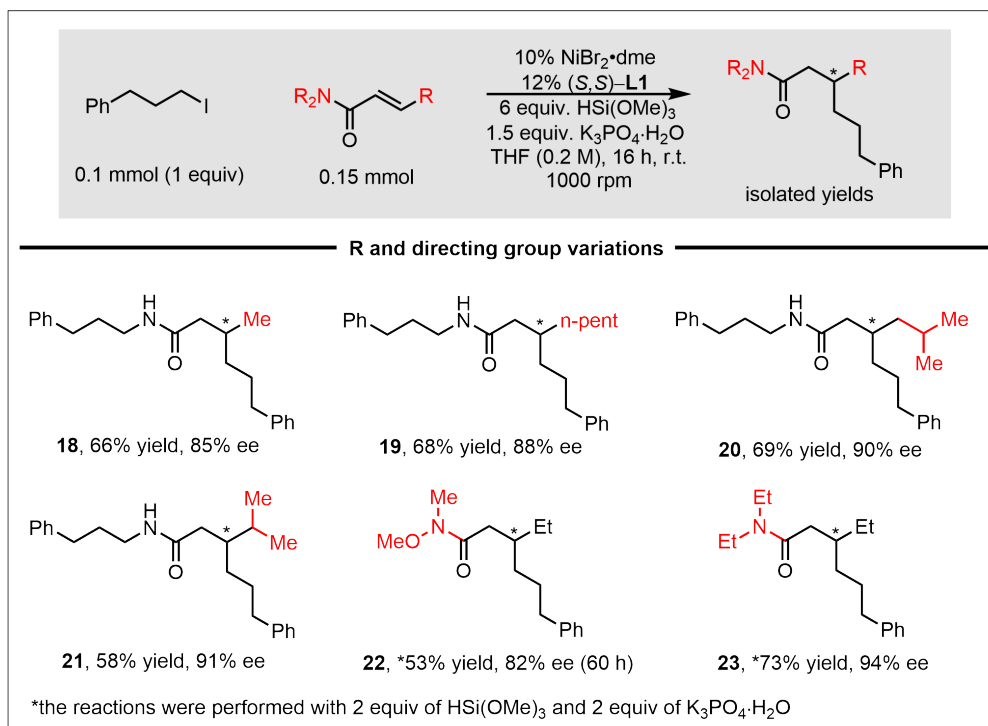 Ph
I
0.1 mmol (1 equiv)
R₂N
O
R
0.15 mmol
10% NiBr₂•dme
12% (S,S)–L1
6 equiv. HSi(OMe)₃
1.5 equiv. K₃PO₄·H₂O
THF (0.2 M), 16 h, r.t.
1000 rpm
R₂N
*
R
O
Ph
isolated yields
R and directing group variations
Ph
H
N
O
*
Me
Ph
18, 66% yield, 85% ee
Ph
H
N
O
*
n-pent
Ph
19, 68% yield, 88% ee
Ph
H
N
O
*
Me
Me
Ph
20, 69% yield, 90% ee
Ph
H
N
O
*
Me
Me
Ph
21, 58% yield, 91% ee
Me
MeO
N
O
*
Et
Ph
22, *53% yield, 82% ee (60 h)
Et
Et
N
O
*
Et
Ph
23, *73% yield, 94% ee
*the reactions were performed with 2 equiv of HSi(OMe)₃ and 2 equiv of K₃PO₄·H₂O